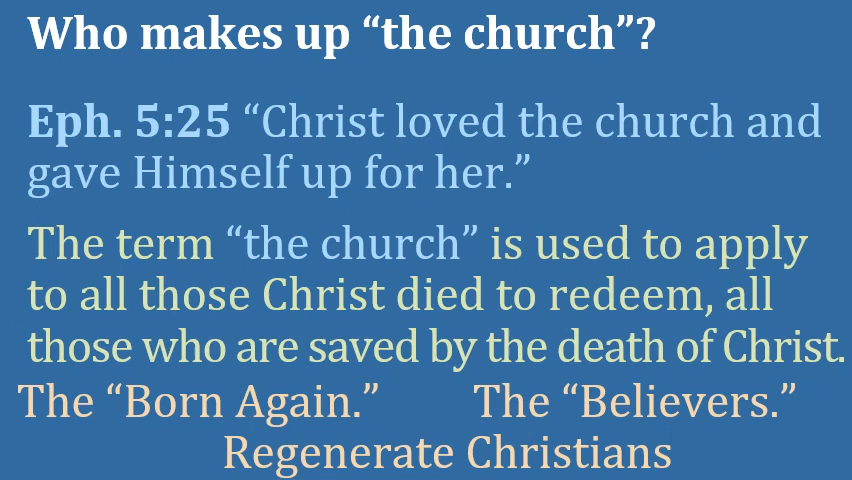 Who makes up “the church”?
Eph. 5:25 “Christ loved the church and
gave Himself up for her.”
The term “the church” is used to apply
to all those Christ died to redeem, all
those who are saved by the death of Christ.
The “Born Again.” The “Believers.”
Regenerate Christians